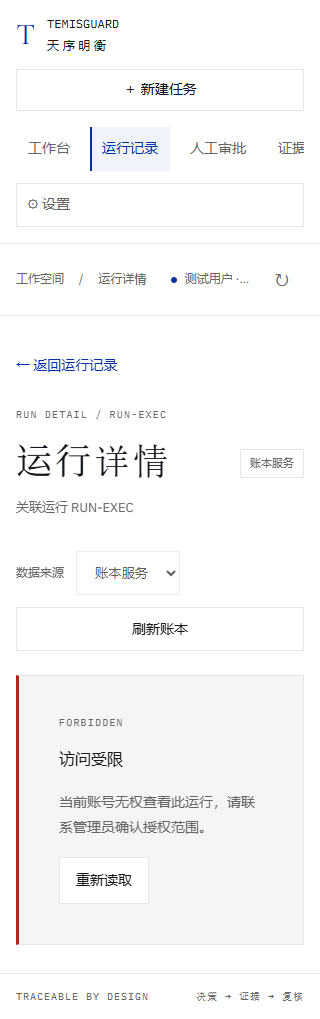 T TEMISGUARD
天序明衡
+ 新建任务
工作台 运行记录 人工审批 证据
⚙ 设置
工作空间 / 运行详情 ● 测试用户 ·... ↻
← 返回运行记录
RUN DETAIL / RUN-EXEC
运行详情 账本服务
关联运行 RUN-EXEC
数据来源 账本服务
刷新账本
FORBIDDEN
访问受限
当前账号无权查看此运行，请联
系管理员确认授权范围。
重新读取
TRACEABLE BY DESIGN 决策 → 证据 → 复核